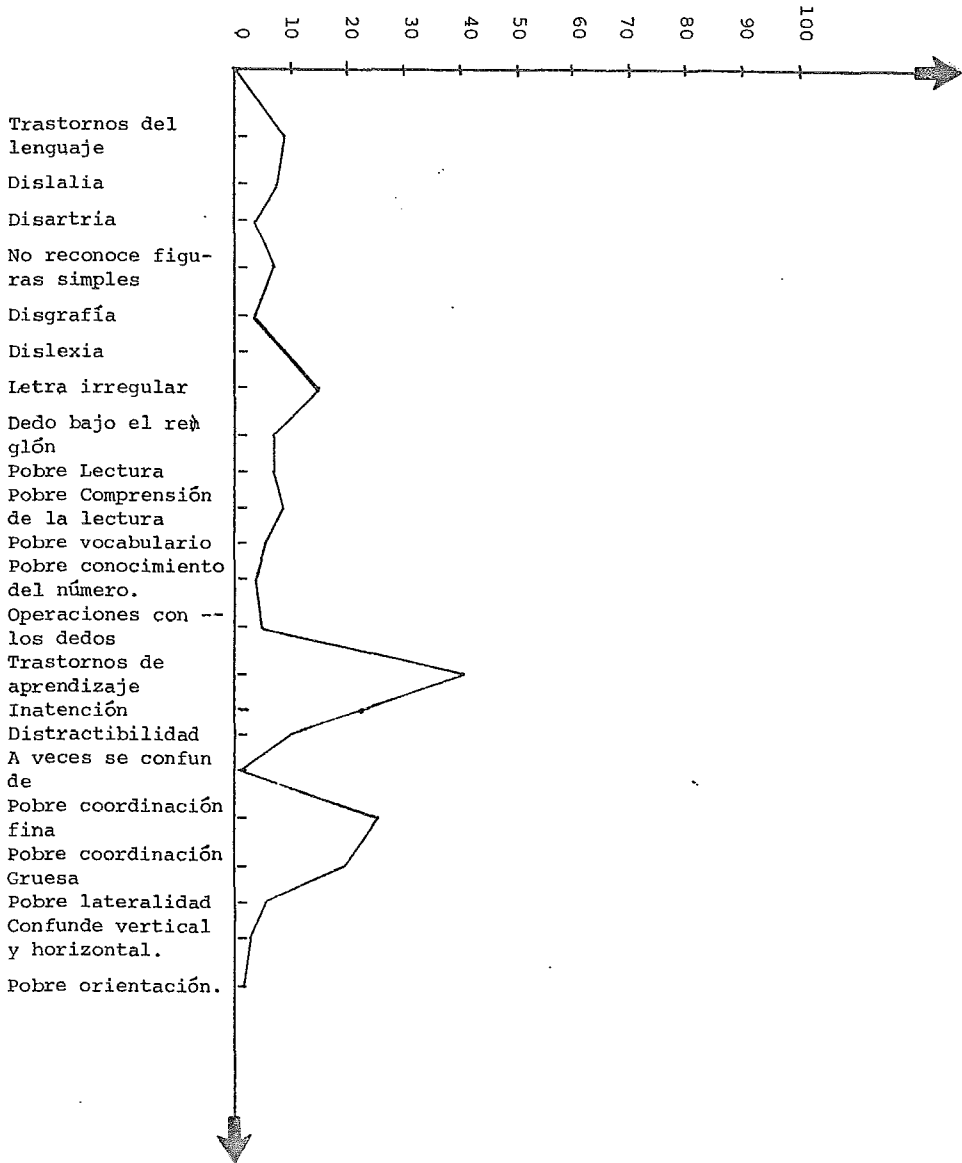 0 10 20 30 40 50 60 70 80 90 100
Trastornos del
lenguaje
Dislalia
Disartria
No reconoce figu-
ras simples
Disgrafía
Dislexia
Letra irregular
Dedo bajo el ren
glón
Pobre Lectura
Pobre Comprensión
de la lectura
Pobre vocabulario
Pobre conocimiento
del número.
Operaciones con --
los dedos
Trastornos de
aprendizaje
Inatención
Distractibilidad
A veces se confun
de
Pobre coordinación
fina
Pobre coordinación
Gruesa
Pobre lateralidad
Confunde vertical
y horizontal.
Pobre orientación.